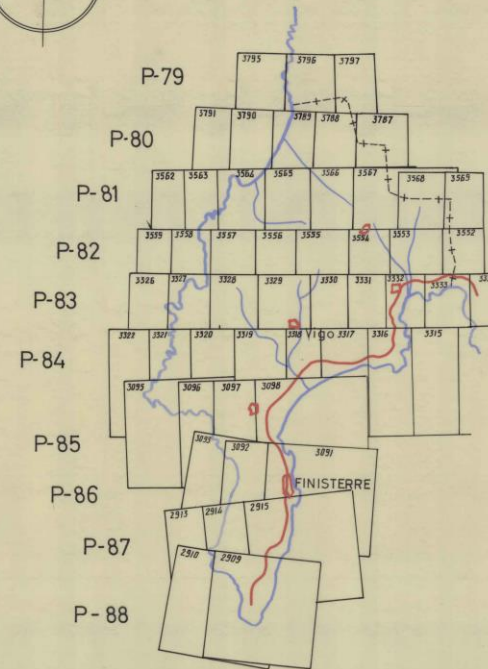 P-79
3795 3796 3797
P-80
3791 3790 3789 3788 3787
P-81
3562 3563 3564 3565 3566 3567 3568 3569
P-82
3559 3558 3557 3556 3555 3554 3553 3552
P-83
3326 3327 3328 3329 3330 3331 3332 3333
P-84
3321 3320 3319 3318 Vigo 3317 3316 3315
P-85
3095 3096 3097 3098
P-86
3093 3092 3091
FINISTERRE
P-87
2913 2914 2915
P-88
2910 2909